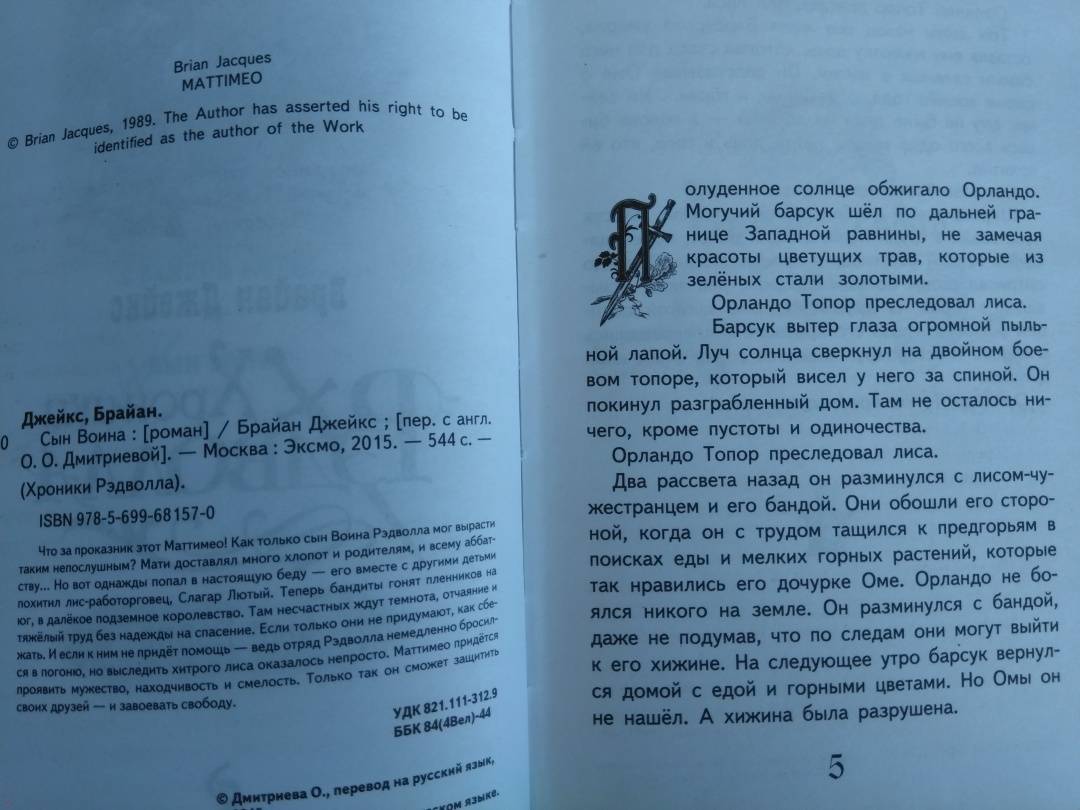 Brian Jacques
MATTIMEO
© Brian Jacques, 1989. The Author has asserted his right to be
identified as the author of the Work
Джейкс, Брайан.
0 Сын Воина : [роман] / Брайан Джейкс ; [пер. с англ.
О. О. Дмитриевой]. — Москва : Эксмо, 2015. — 544 с. —
(Хроники Рэдволла).
ISBN 978-5-699-68157-0
Что за проказник этот Маттимео! Как только сын Воина Рэдволла мог вырасти
таким непослушным? Мати доставлял много хлопот и родителям, и всему аббат-
ству... Но вот однажды попал в настоящую беду — его вместе с другими детьми
похитил лис-работорговец, Слагар Лютый. Теперь бандиты гонят пленников на
юг, в далёкое подземное королевство. Там несчастных ждут темнота, отчаяние и
тяжёлый труд без надежды на спасение. Если только они не придумают, как сбе-
жать. И если к ним не придёт помощь — ведь отряд Рэдволла немедленно бросил-
ся в погоню, но выследить хитрого лиса оказалось непросто. Маттимео придётся
проявить мужество, находчивость и смелость. Только так он сможет защитить
своих друзей — и завоевать свободу.
УДК 821.111-312.9
ББК 84(4Вел)-44
© Дмитриева О., перевод на русский язык,
языке.
Полуденное солнце обжигало Орландо.
Могучий барсук шёл по дальней гра-
нице Западной равнины, не замечая
красоты цветущих трав, которые из
зелёных стали золотыми.
Орландо Топор преследовал лиса.
Барсук вытер глаза огромной пыль-
ной лапой. Луч солнца сверкнул на двойном бое-
вом топоре, который висел у него за спиной. Он
покинул разграбленный дом. Там не осталось ни-
чего, кроме пустоты и одиночества.
Орландо Топор преследовал лиса.
Два рассвета назад он разминулся с лисом-чу-
жестранцем и его бандой. Они обошли его сторо-
ной, когда он с трудом тащился к предгорьям в
поисках еды и мелких горных растений, которые
так нравились его дочурке Оме. Орландо не бо-
ялся никого на земле. Он разминулся с бандой,
даже не подумав, что по следам они могут выйти
к его хижине. На следующее утро барсук вернул-
ся домой с едой и горными цветами. Но Омы он
не нашёл. А хижина была разрушена.
5